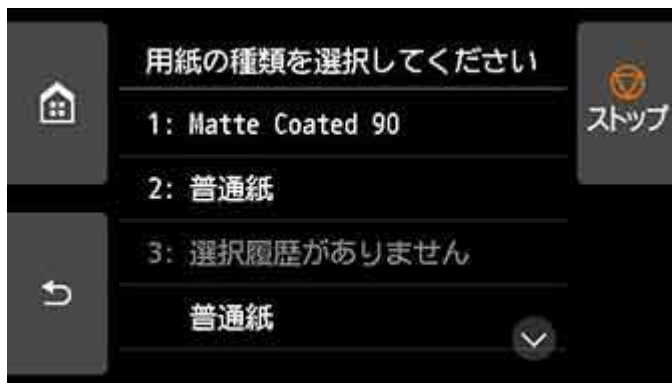 用紙の種類を選択してください
1: Matte Coated 90
ストップ
2: 普通紙
3: 選択履歴がありません
普通紙